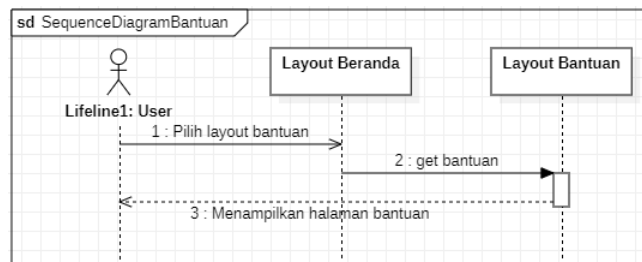 sd SequenceDiagramBantuan
Layout Beranda
Layout Bantuan
Lifeline1: User
1 : Pilih layout bantuan
2 : get bantuan
3 : Menampilkan halaman bantuan